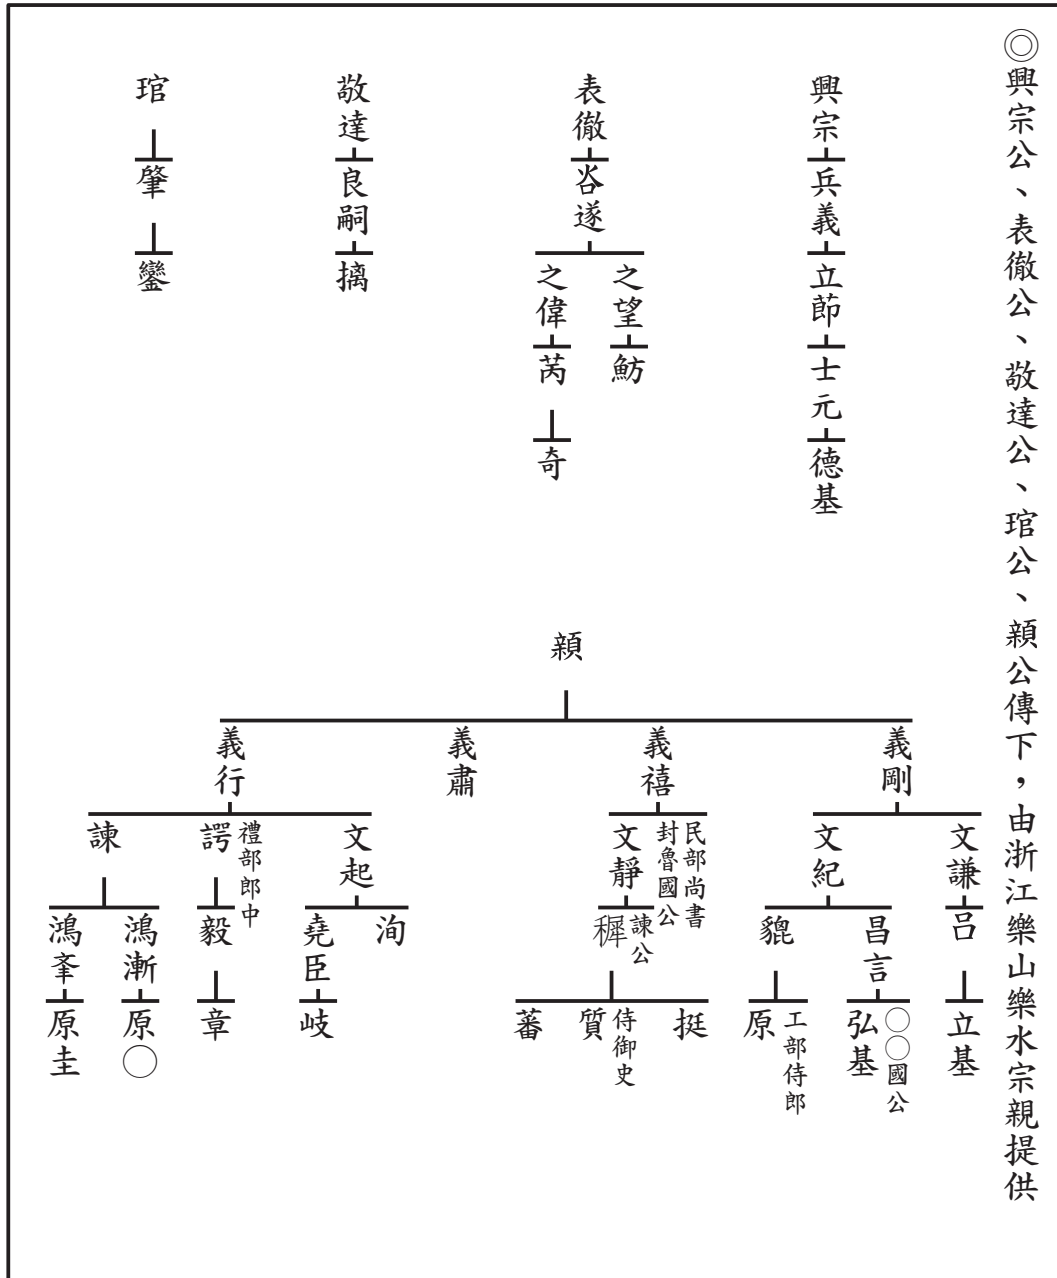 ◎興宗公、表徹公、敬達公、琯公、顈公傳下，由浙江樂山樂水宗親提供
興宗
兵義
立節
士元
德基
表徹
咨遂
之望
魴
之偉
芮
奇
敬達
良嗣
摛
琯
肇
鑾
顈
義剛
義禧
義肅
義行
文謙
呂
立基
文紀
昌言
弘基
○○國公
貔
原
工部侍郎
文靜
民部尚書
封魯國公
穉
諫公
挺
質
侍御史
蕃
文起
洵
堯臣
岐
諤
禮部郎中
毅
章
諫
鴻漸
原○
鴻峯
原圭